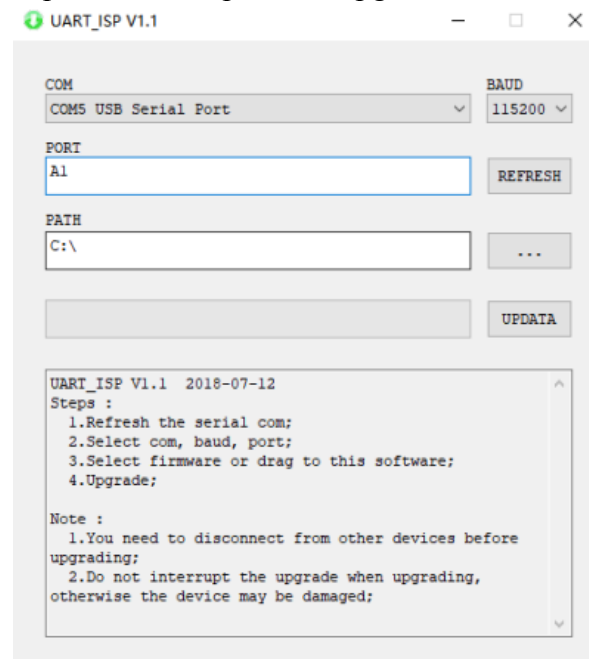 UART_ISP V1.1
COM
BAUD
COM5 USB Serial Port
115200
PORT
A1
REFRESH
PATH
C:\
...
UPDATA
UART_ISP V1.1  2018-07-12
Steps :
1.Refresh the serial com;
2.Select com, baud, port;
3.Select firmware or drag to this software;
4.Upgrade;
Note :
1.You need to disconnect from other devices before
upgrading;
2.Do not interrupt the upgrade when upgrading,
otherwise the device may be damaged;